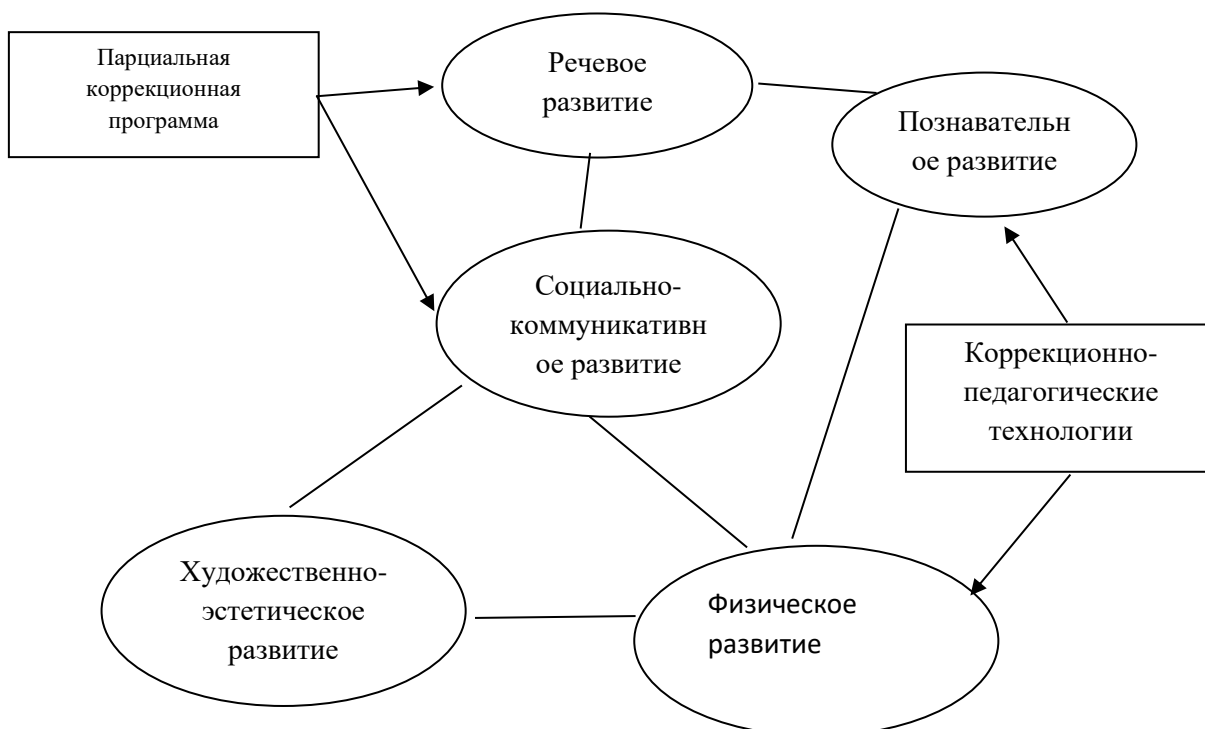 Парциальная
коррекционная
программа
Речевое
развитие
Познавательн
ое развитие
Социально-
коммуникативн
ое развитие
Коррекционно-
педагогические
технологии
Художественно-
эстетическое
развитие
Физическое
развитие